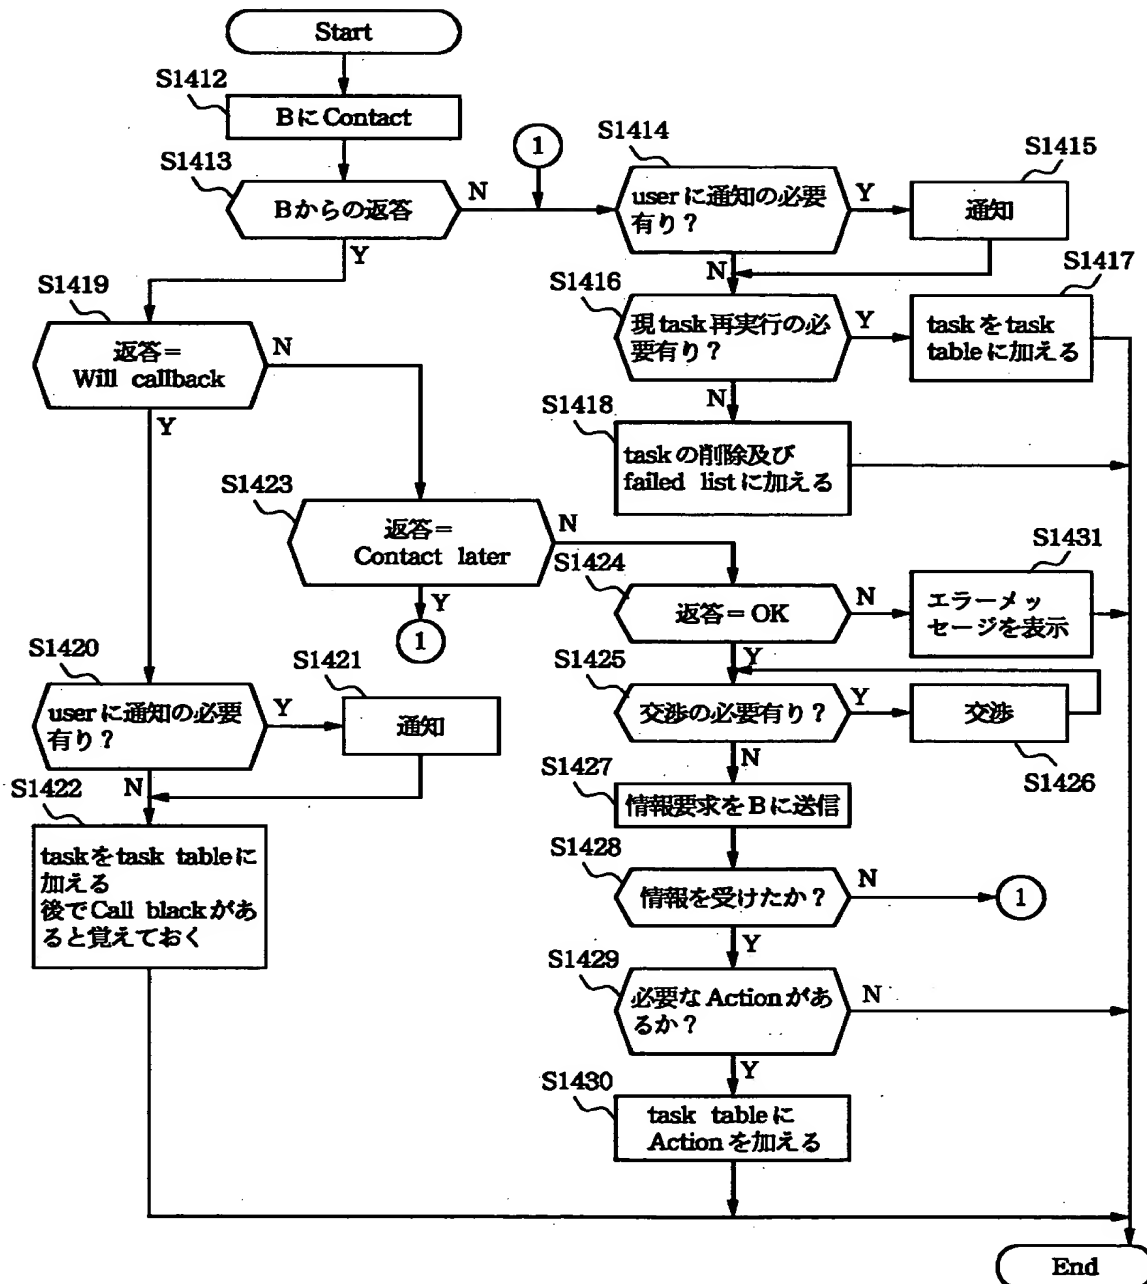 Start
S1412
BにContact
S1413
Bからの返答
N
Y
1
S1414
userに通知の必要
有り？
Y
N
S1415
通知
S1416
現task再実行の必
要有り？
Y
N
S1417
taskをtask
tableに加える
S1418
taskの削除及び
failed listに加える
S1419
返答＝
Will callback
N
Y
S1423
返答＝
Contact later
N
Y
1
S1424
返答＝OK
N
Y
S1431
エラーメッ
セージを表示
S1420
userに通知の必要
有り？
Y
N
S1421
通知
S1422
taskをtask tableに
加える
後でCall blackがあ
ると覚えておく
S1425
交渉の必要有り？
Y
N
交渉
S1426
S1427
情報要求をBに送信
S1428
情報を受けたか？
N
1
Y
S1429
必要なActionがあ
るか？
N
Y
S1430
task tableに
Actionを加える
End